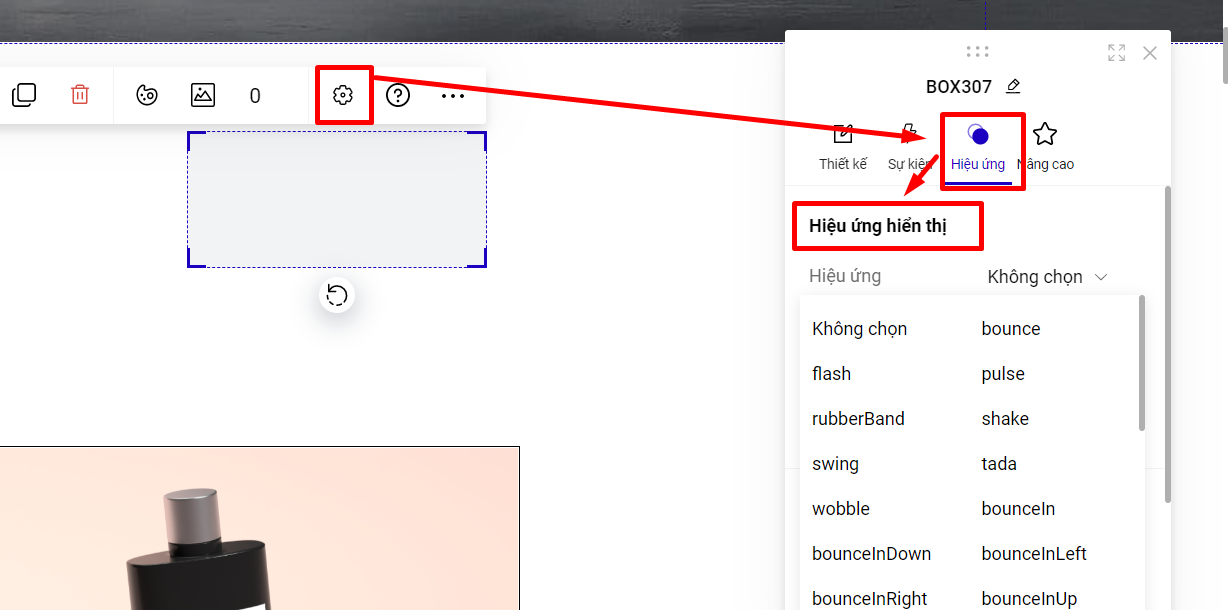 0
BOX307
Thiết kế
Sự kiện
Hiệu ứng
Nâng cao
Hiệu ứng hiển thị
Hiệu ứng
Không chọn
Không chọn
bounce
flash
pulse
rubberBand
shake
swing
tada
wobble
bounceIn
bounceInDown
bounceInLeft
bounceInRight
bounceInUp